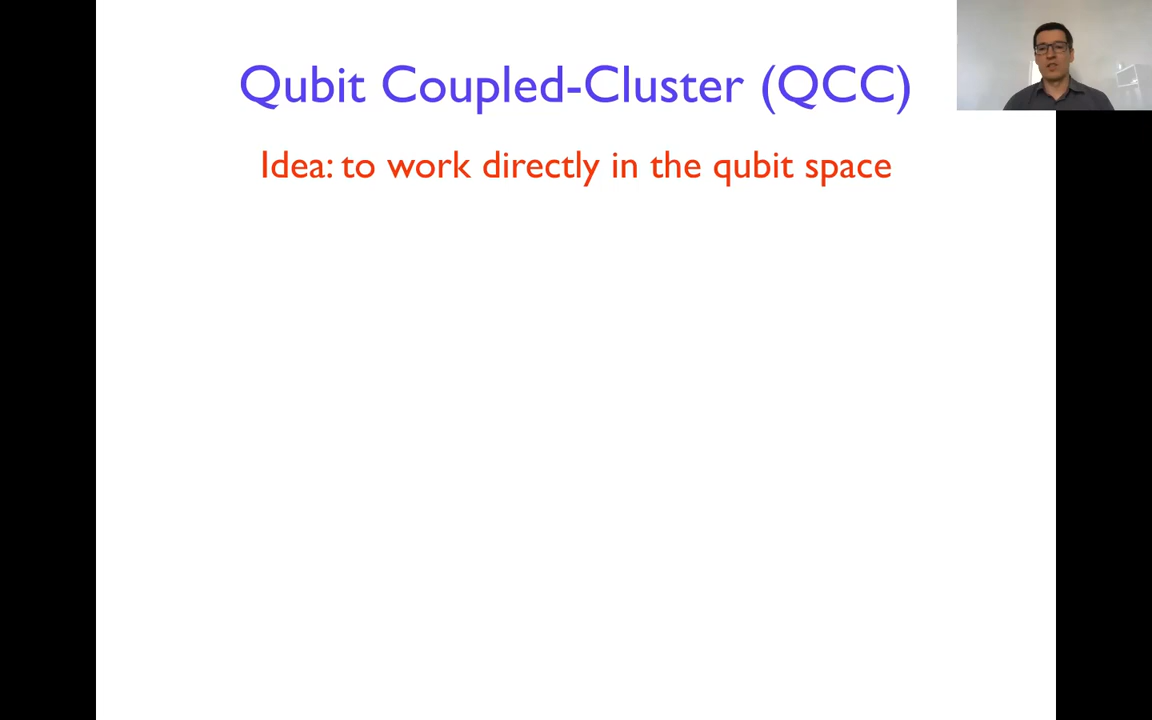 Qubit Coupled-Cluster (QCC)
Idea: to work directly in the qubit space